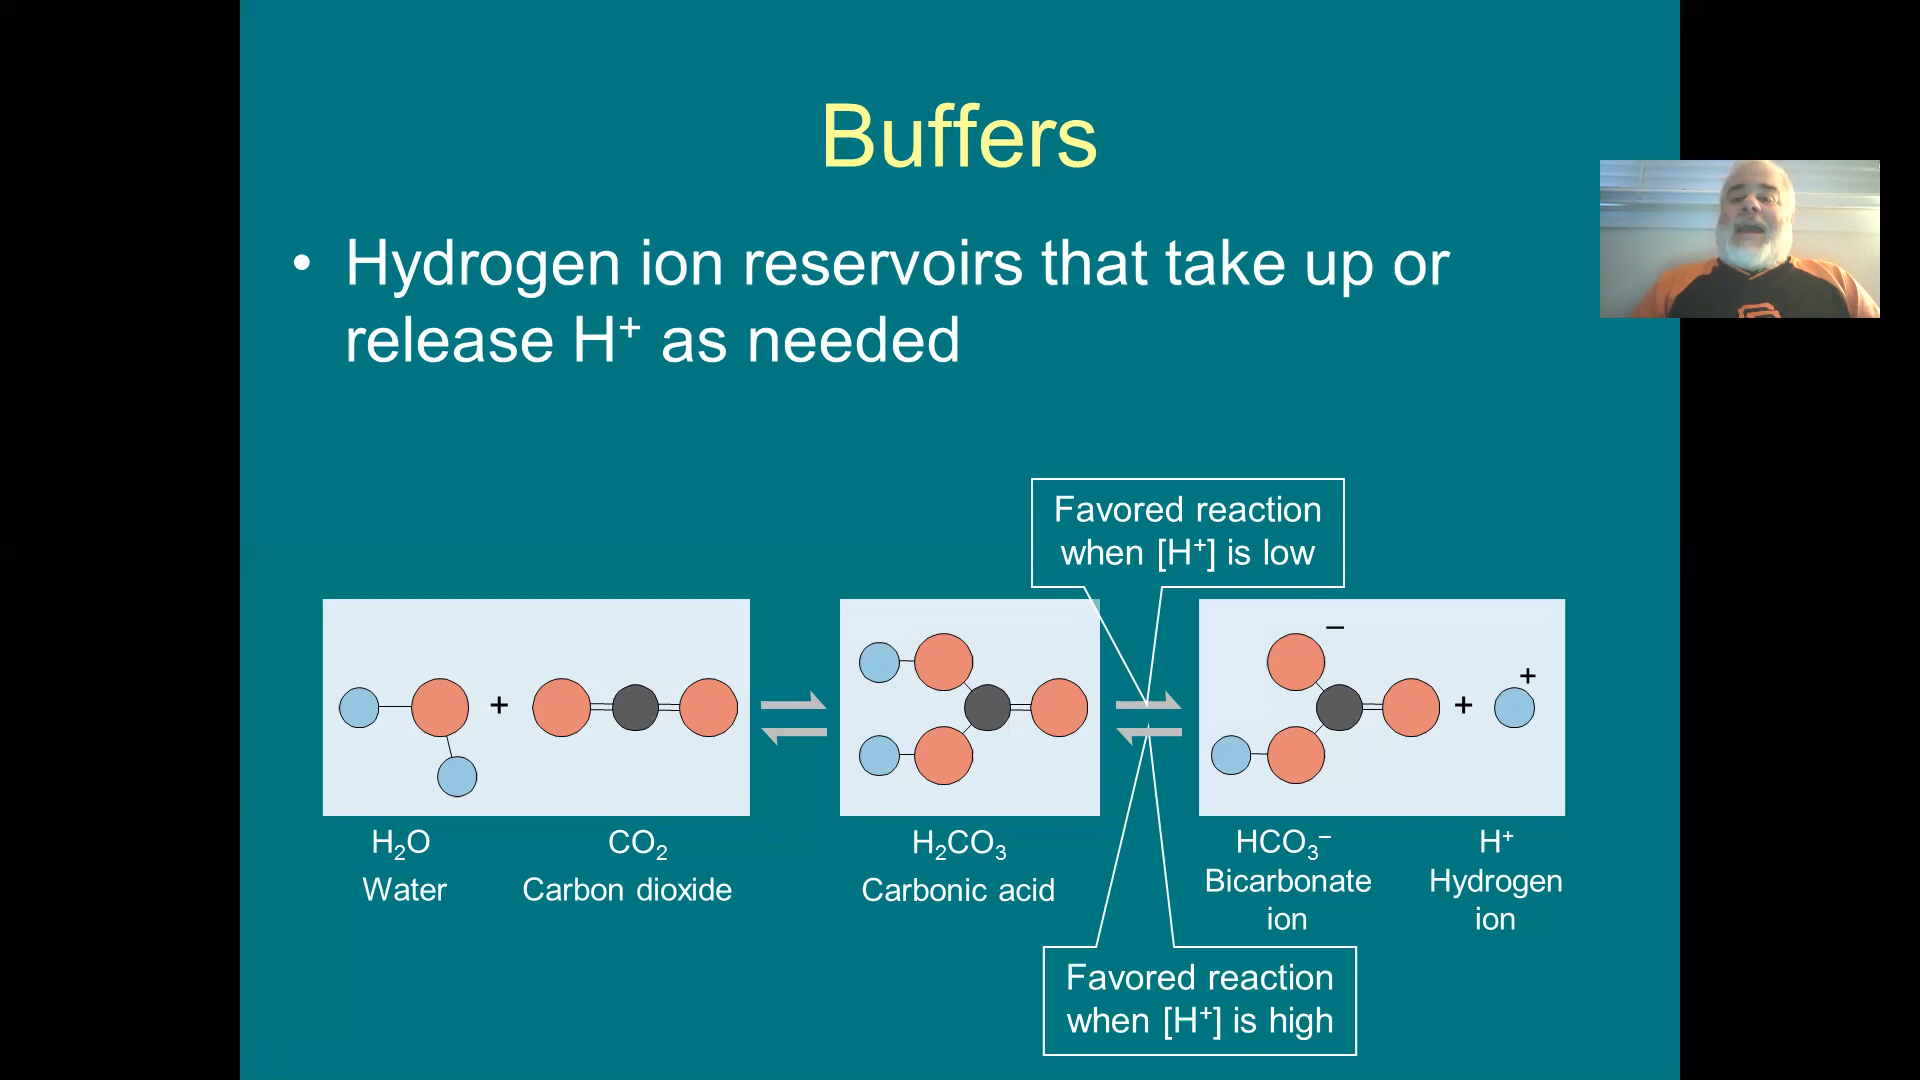 Buffers
• Hydrogen ion reservoirs that take up or
release H⁺ as needed
Favored reaction
when [H⁺] is low
+
−
+
+
H₂O
CO₂
H₂CO₃
HCO₃⁻
H⁺
Water
Carbon dioxide
Carbonic acid
Bicarbonate
ion
Hydrogen
ion
Favored reaction
when [H⁺] is high